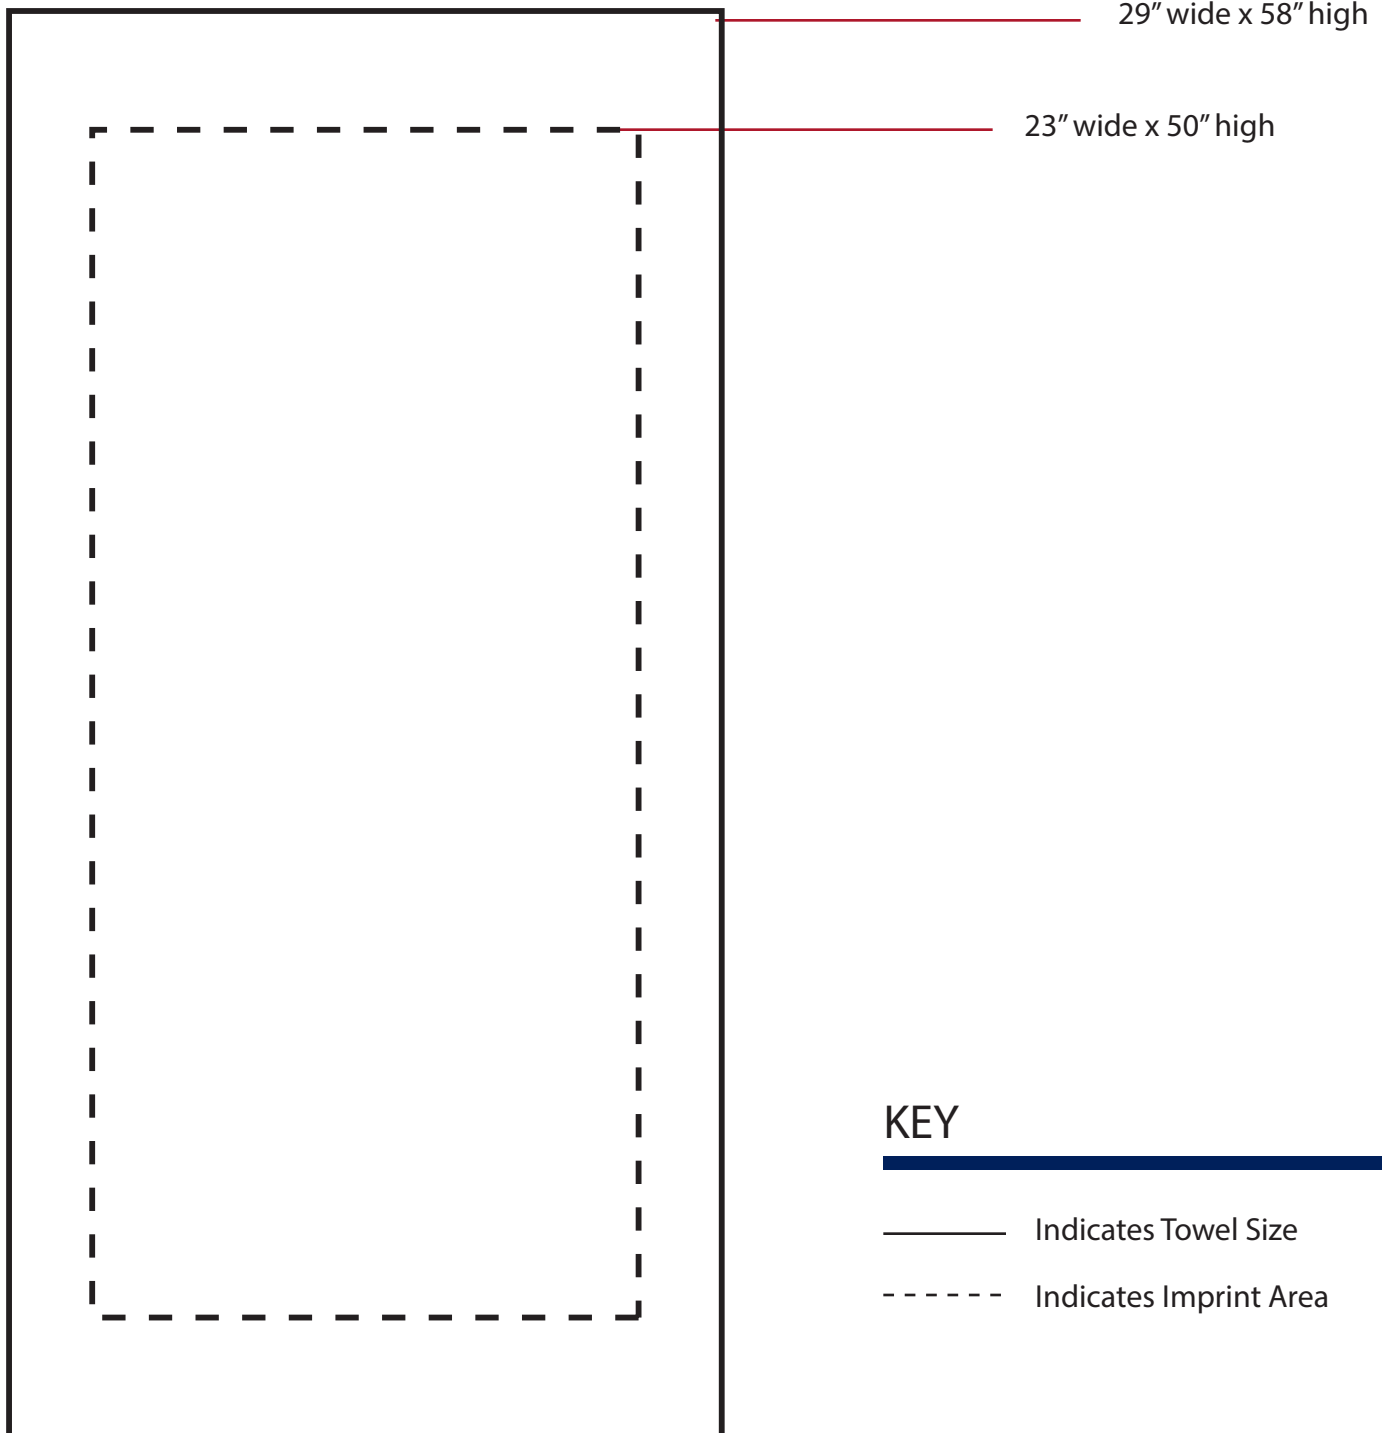 29” wide x 58” high
23” wide x 50” high
KEY
Indicates Towel Size
Indicates Imprint Area